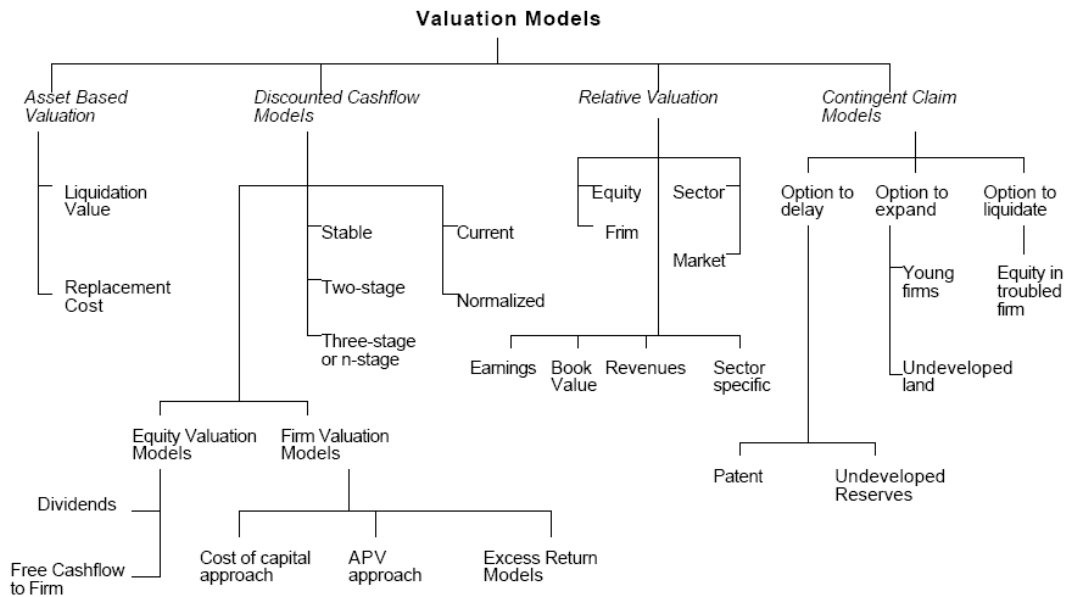 Valuation Models
Asset Based
Valuation
Discounted Cashflow
Models
Relative Valuation
Contingent Claim
Models
Liquidation
Value
Replacement
Cost
Stable
Two-stage
Three-stage
or n-stage
Current
Normalized
Equity
Frim
Sector
Market
Option to
delay
Option to
expand
Option to
liquidate
Young
firms
Equity in
troubled
firm
Undeveloped
land
Earnings
Book
Value
Revenues
Sector
specific
Equity Valuation
Models
Firm Valuation
Models
Patent
Undeveloped
Reserves
Dividends
Free Cashflow
to Firm
Cost of capital
approach
APV
approach
Excess Return
Models